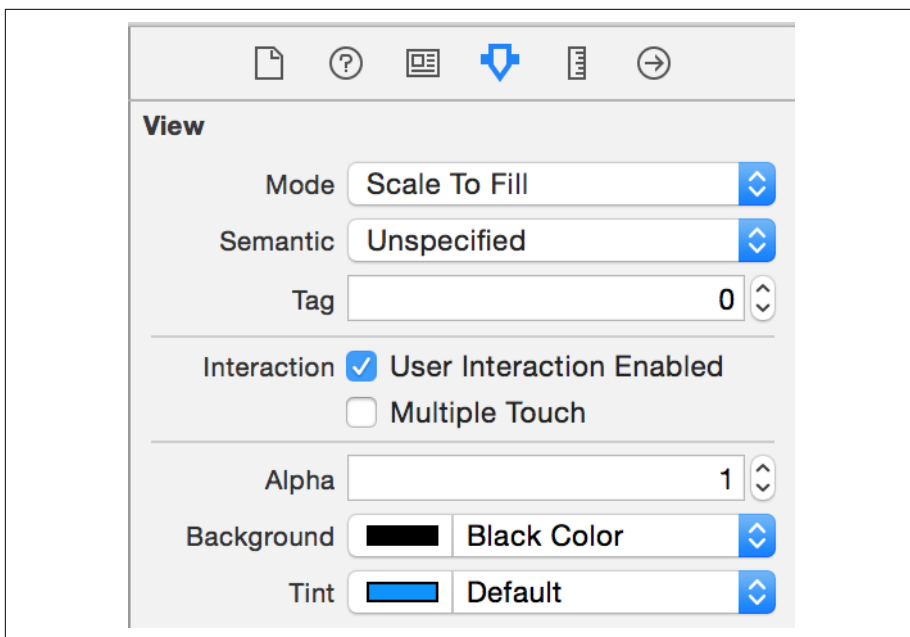 View
Mode Scale To Fill
Semantic Unspecified
Tag 0
Interaction User Interaction Enabled
Multiple Touch
Alpha 1
Background Black Color
Tint Default